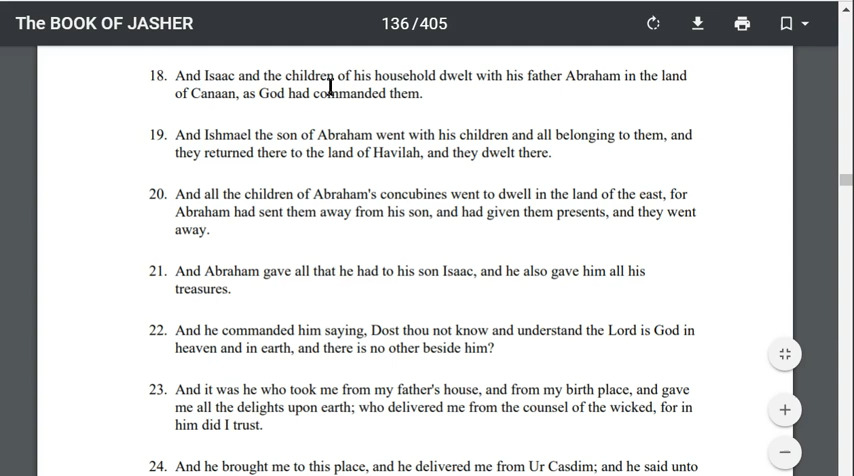 The BOOK OF JASHER
136 / 405
18. And Isaac and the children of his household dwelt with his father Abraham in the land
of Canaan, as God had commanded them.
19. And Ishmael the son of Abraham went with his children and all belonging to them, and
they returned there to the land of Havilah, and they dwelt there.
20. And all the children of Abraham's concubines went to dwell in the land of the east, for
Abraham had sent them away from his son, and had given them presents, and they went
away.
21. And Abraham gave all that he had to his son Isaac, and he also gave him all his
treasures.
22. And he commanded him saying, Dost thou not know and understand the Lord is God in
heaven and in earth, and there is no other beside him?
23. And it was he who took me from my father's house, and from my birth place, and gave
me all the delights upon earth; who delivered me from the counsel of the wicked, for in
him did I trust.
24. And he brought me to this place, and he delivered me from Ur Casdim; and he said unto